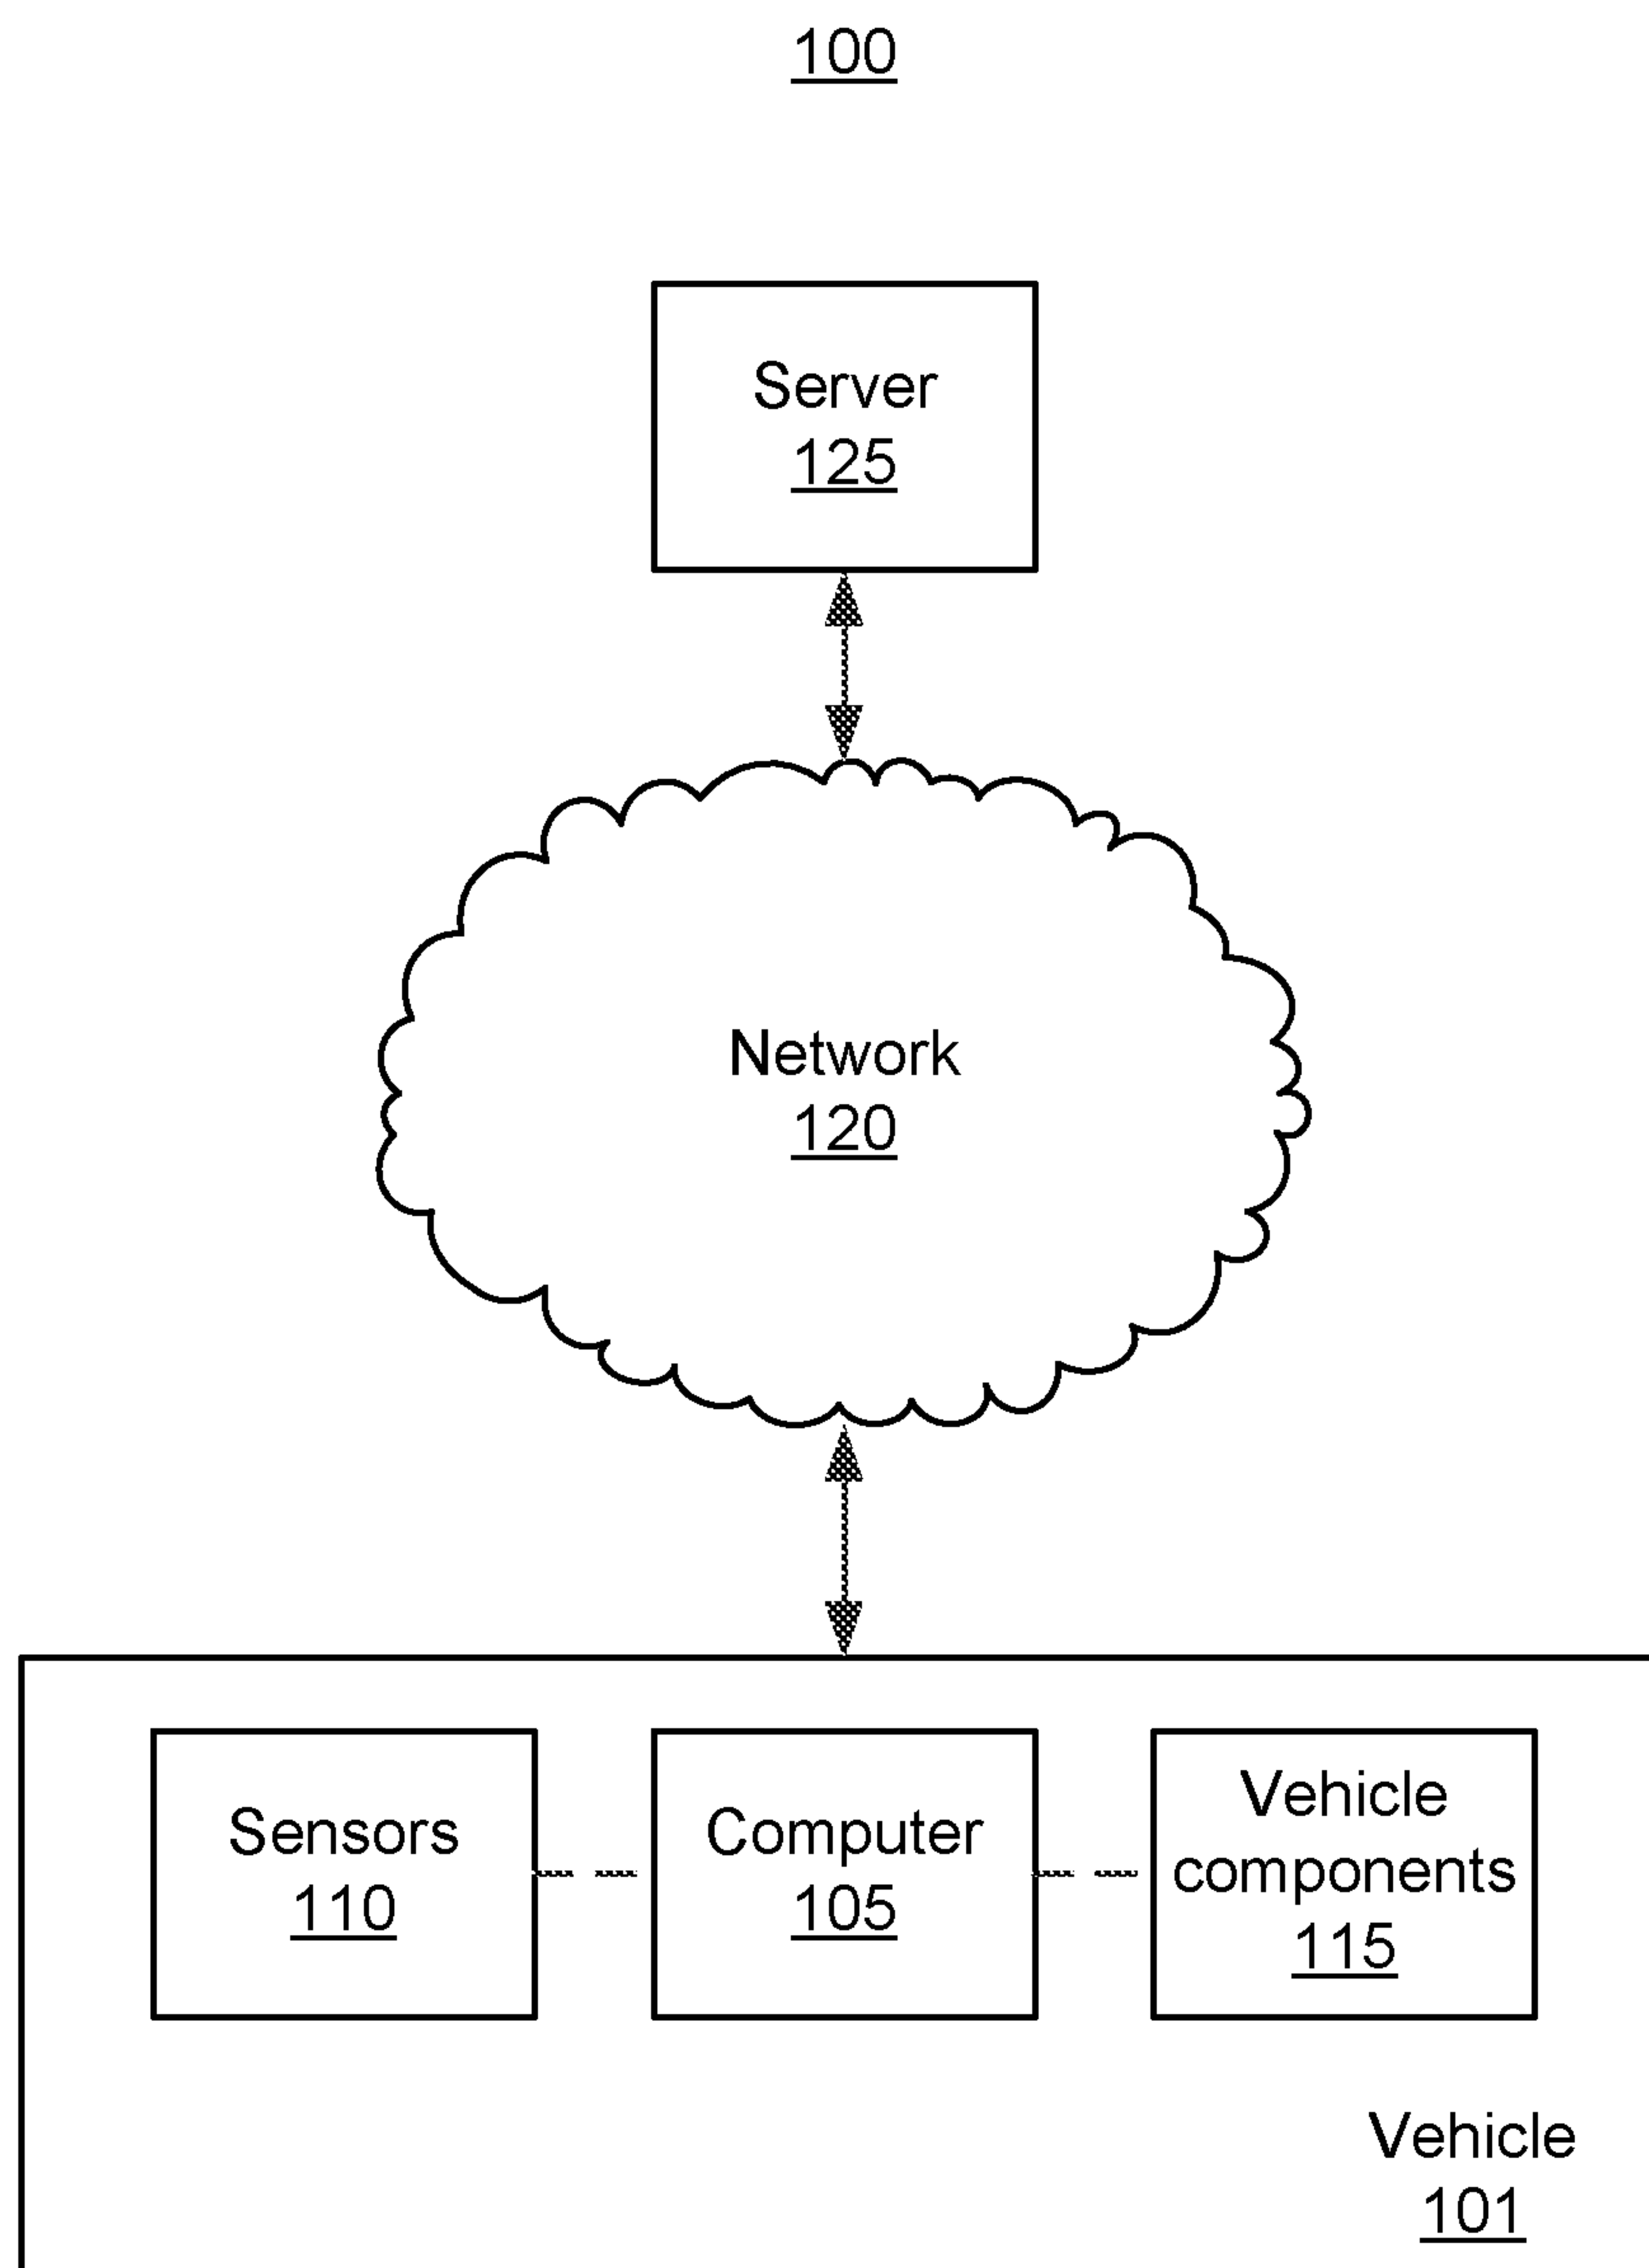 100
Server
125
Network
120
Sensors
110
Computer
105
Vehicle
components
115
Vehicle
101